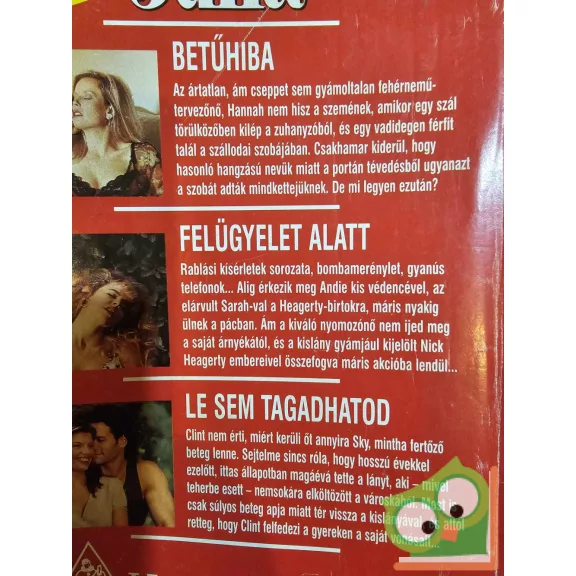 BETŰHIBA
Az ártatlan, ám cseppet sem gyámoltalan fehérnemű-
tervezőnő, Hannah nem hisz a szemének, amikor egy szál
törülközőben kilép a zuhanyzóból, és egy vadidegen férfit
talál a szállodai szobájában. Csakhamar kiderül, hogy
hasonló hangzású nevük miatt a portán tévedésből ugyanazt
a szobát adták mindkettejüknek. De mi legyen ezután?
FELÜGYELET ALATT
Rablási kísérletek sorozata, bombamerénylet, gyanús
telefonok... Alig érkezik meg Andie kis védencével, az
elárvult Sarah-val a Heagerty-birtokra, máris nyakig
ülnek a pácban. Ám a kiváló nyomozónő nem ijed meg
a saját árnyékától, és a kislány gyámjául kijelölt Nick
Heagerty embereivel összefogva máris akcióba lendül...
LE SEM TAGADHATOD
Clint nem érti, miért kerüli őt annyira Sky, mintha fertőző
beteg lenne. Sejtelme sincs róla, hogy hosszú évekkel
ezelőtt, ittas állapotban magáévá tette a lányt, aki – mivel
teherbe esett – nemsokára elköltözött a városkából. Most is
csak súlyos beteg apja miatt tér vissza a kislányával, és attól
retteg, hogy Clint felfedezi a gyereken a saját vonásait...